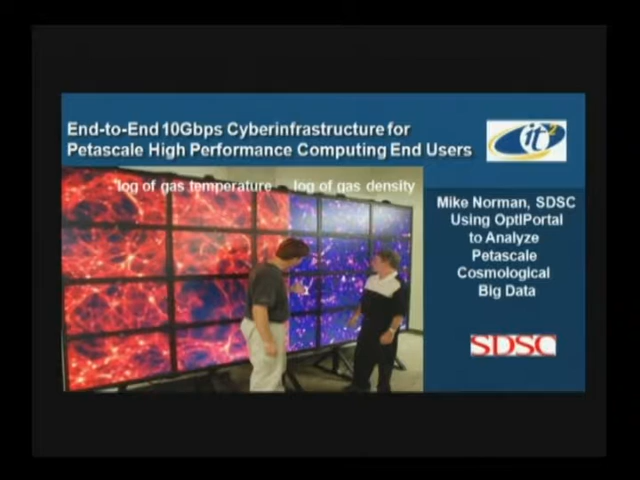 End-to-End 10Gbps Cyberinfrastructure for
Petascale High Performance Computing End Users
it2
log of gas temperature
log of gas density
Mike Norman, SDSC
Using OptIPortal
to Analyze
Petascale
Cosmological
Big Data
SDSC